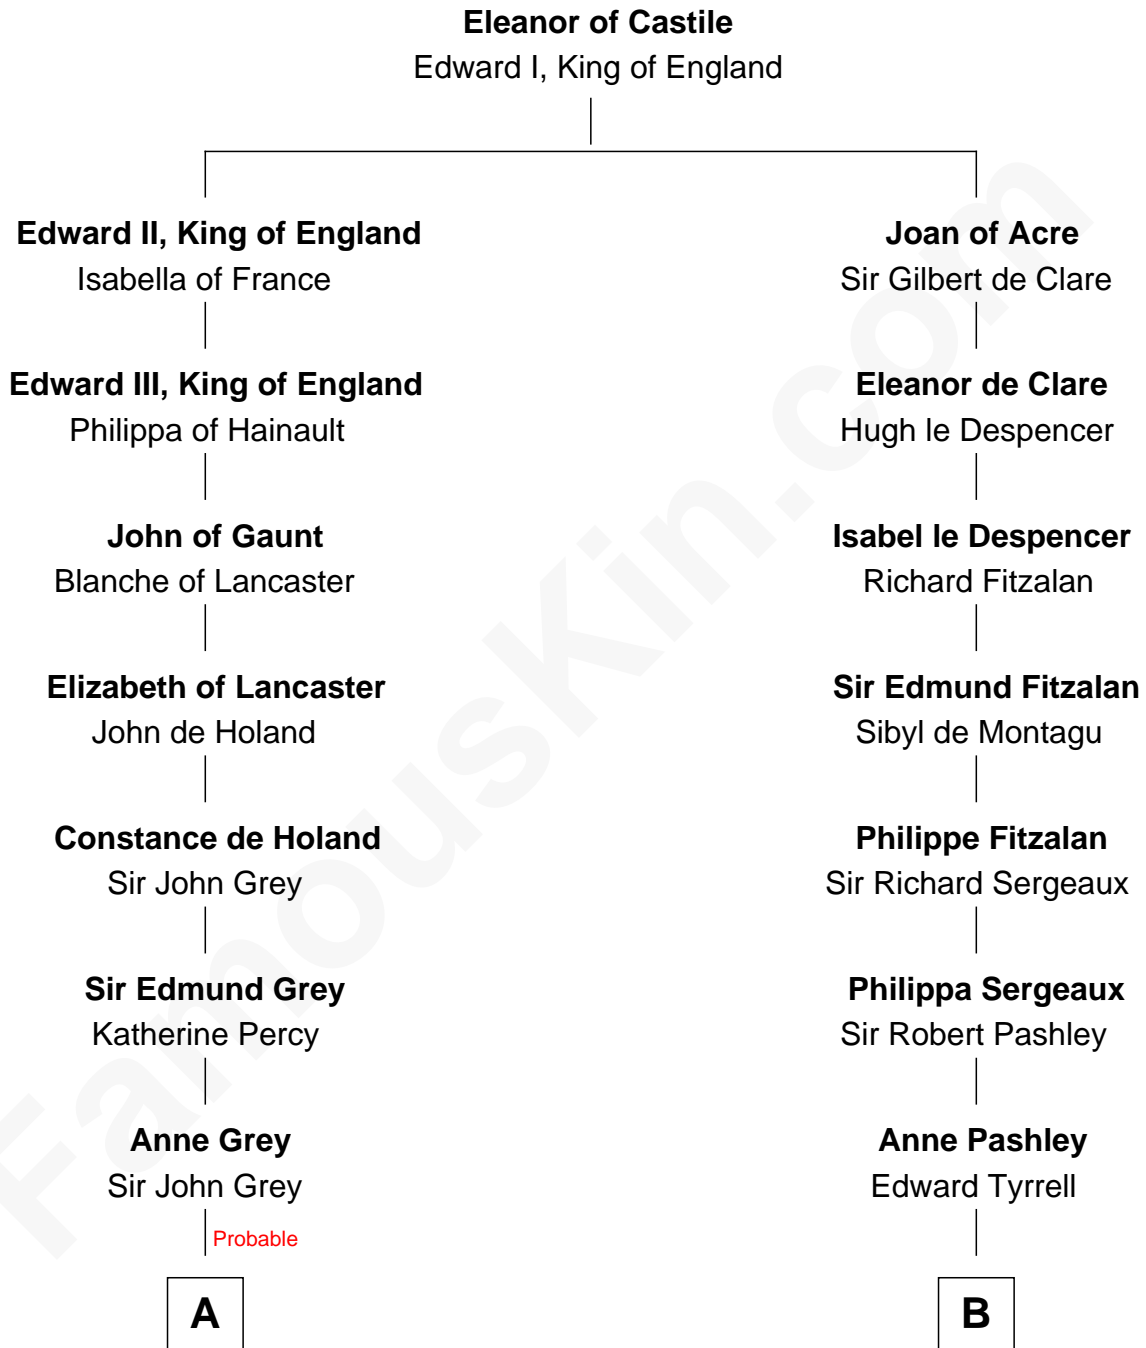 Eleanor of Castile
Edward I, King of England
Edward II, King of England
Isabella of France
Joan of Acre
Sir Gilbert de Clare
Edward III, King of England
Philippa of Hainault
Eleanor de Clare
Hugh le Despencer
John of Gaunt
Blanche of Lancaster
Isabel le Despencer
Richard Fitzalan
Elizabeth of Lancaster
John de Holand
Sir Edmund Fitzalan
Sibyl de Montagu
Constance de Holand
Sir John Grey
Philippe Fitzalan
Sir Richard Sergeaux
Sir Edmund Grey
Katherine Percy
Philippa Sergeaux
Sir Robert Pashley
Anne Grey
Sir John Grey
Anne Pashley
Edward Tyrrell
Probable
A
B
FamousKin.com